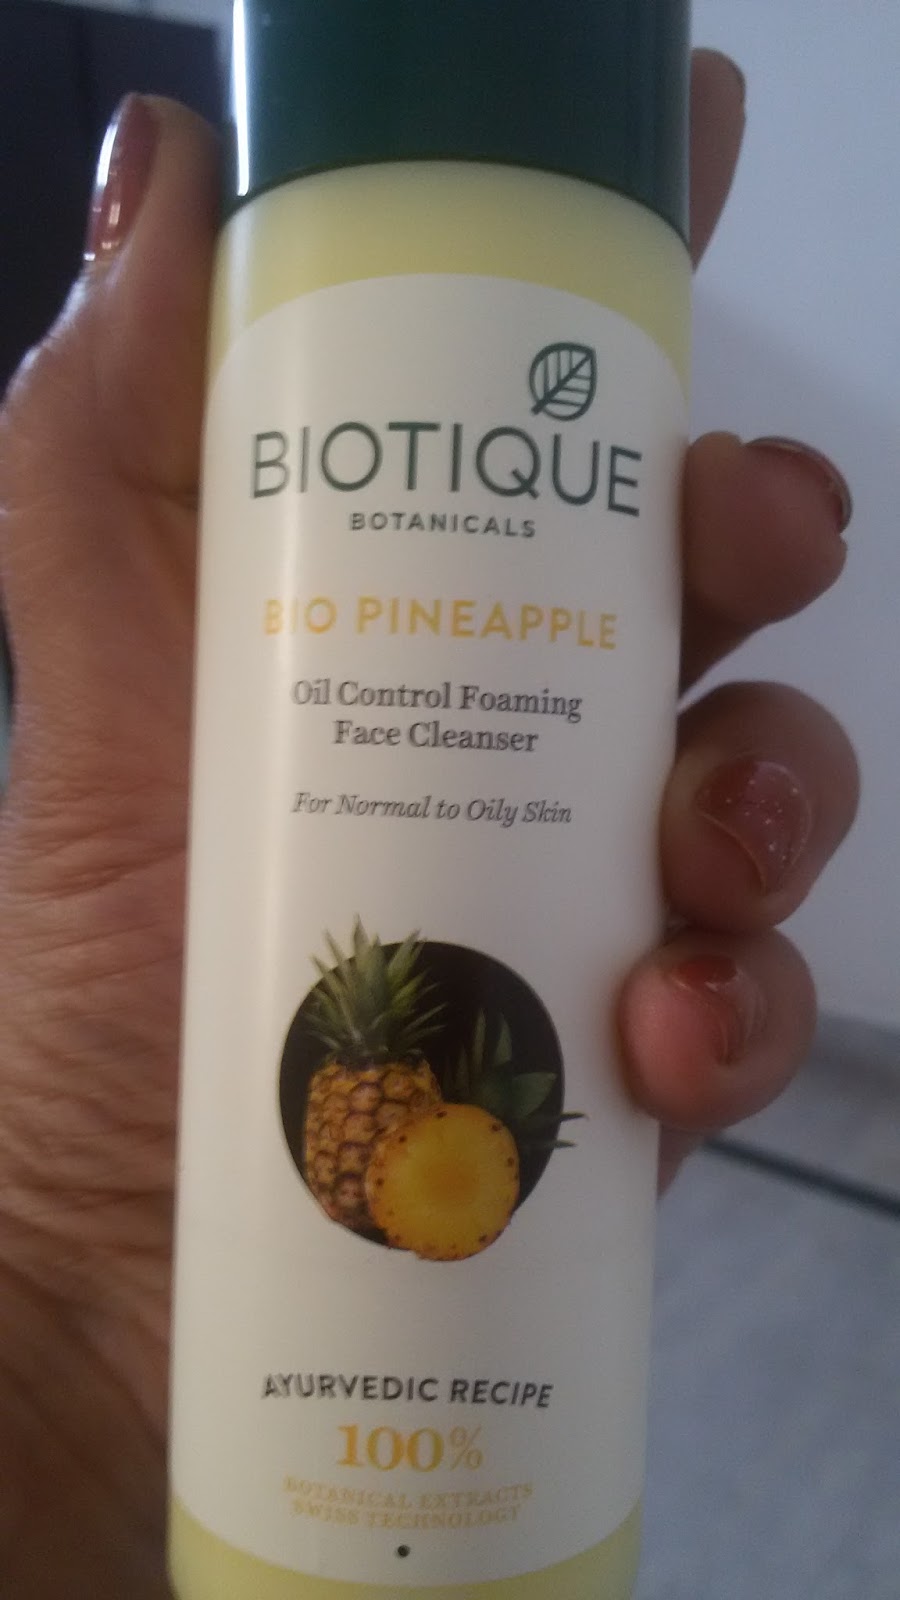 BIOTIQUE
BOTANICALS
BIO PINEAPPLE
Oil Control Foaming
Face Cleanser
For Normal to Oily Skin
AYURVEDIC RECIPE
100%
BOTANICAL EXTRACTS
SWISS TECHNOLOGY